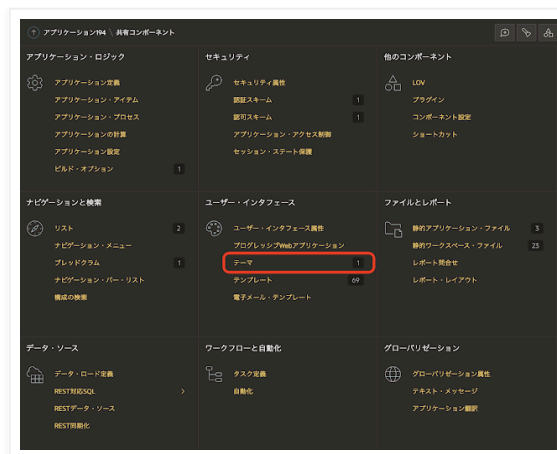 アプリケーション194 \ 共有コンポーネント
アプリケーション・ロジック
アプリケーション定義
アプリケーション・アイテム
アプリケーション・プロセス
アプリケーションの計算
アプリケーション設定
ビルド・オプション 1
セキュリティ
セキュリティ属性
認証スキーム 1
認可スキーム 1
アプリケーション・アクセス制御
セッション・ステート保護
他のコンポーネント
LOV
プラグイン
コンポーネント設定
ショートカット
ナビゲーションと検索
リスト 2
ナビゲーション・メニュー
ブレッドクラム 1
ナビゲーション・バー・リスト
構成の検索
ユーザー・インタフェース
ユーザー・インタフェース属性
プログレッシブWebアプリケーション
テーマ 1
テンプレート 69
電子メール・テンプレート
ファイルとレポート
静的アプリケーション・ファイル 3
静的ワークスペース・ファイル 23
レポート問合せ
レポート・レイアウト
データ・ソース
データ・ロード定義
REST対応SQL
RESTデータ・ソース
REST同期化
ワークフローと自動化
タスク定義
自動化
グローバリゼーション
グローバリゼーション属性
テキスト・メッセージ
アプリケーション翻訳